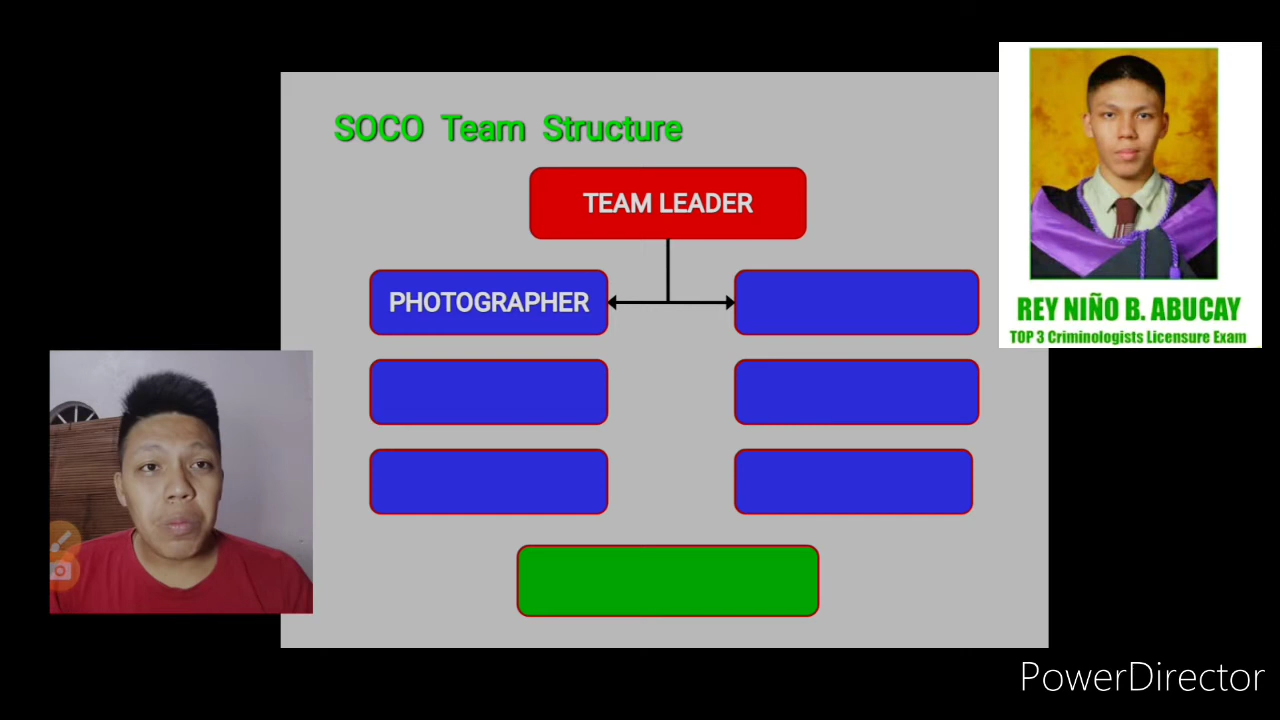 SOCO Team Structure
TEAM LEADER
PHOTOGRAPHER
REY NIÑO B. ABUCAY
TOP 3 Criminologists Licensure Exam
PowerDirector